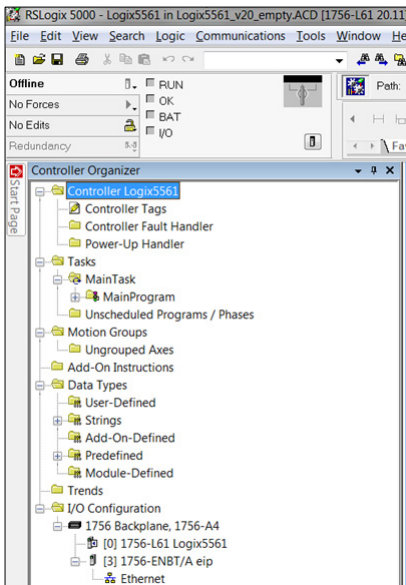 RSLogix 5000 - Logix5561 in Logix5561_v20_empty.ACD [1756-L61 20.11]
File Edit View Search Logic Communications Tools Window He
Offline
RUN
Path:
No Forces
OK
No Edits
BAT
Redundancy
I/O
Fa
Start Page
Controller Organizer
Controller Logix5561
Controller Tags
Controller Fault Handler
Power-Up Handler
Tasks
MainTask
MainProgram
Unscheduled Programs / Phases
Motion Groups
Ungrouped Axes
Add-On Instructions
Data Types
User-Defined
Strings
Add-On-Defined
Predefined
Module-Defined
Trends
I/O Configuration
1756 Backplane, 1756-A4
[0] 1756-L61 Logix5561
[3] 1756-ENBT/A eip
Ethernet